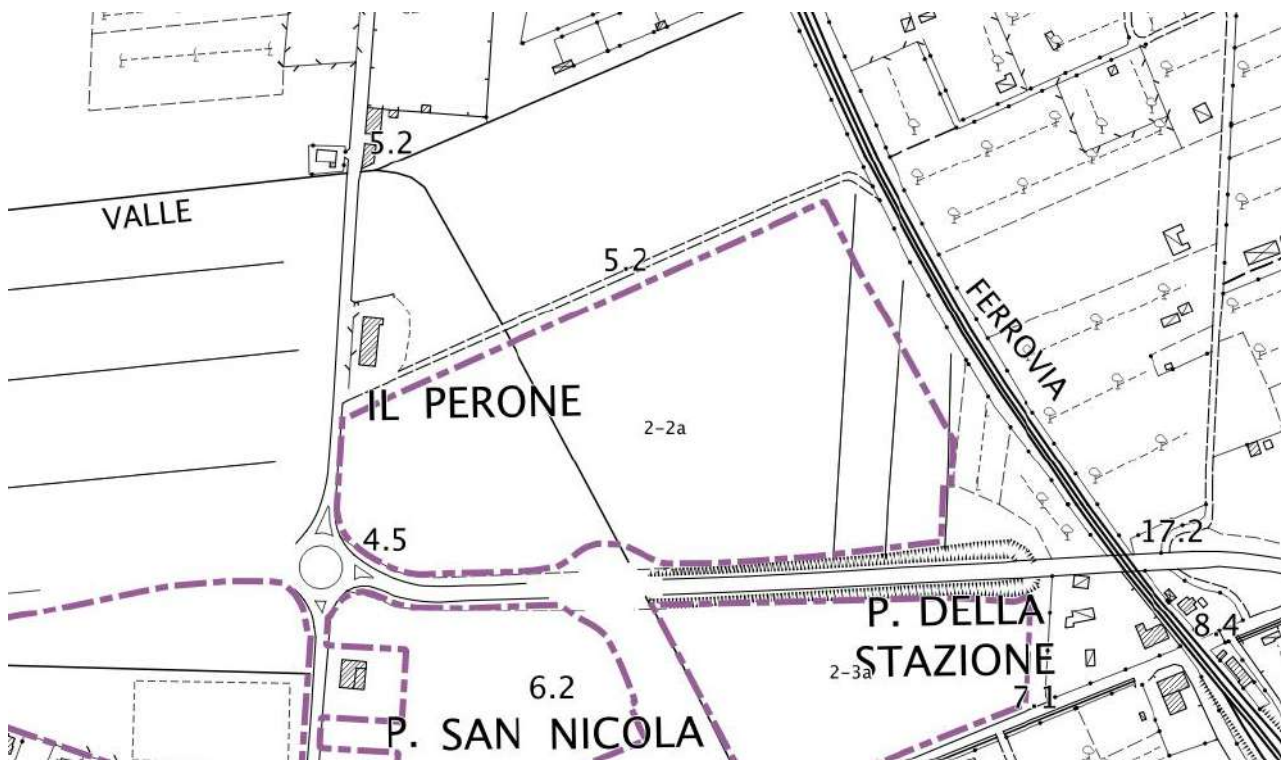 5.2
VALLE
5.2
FERROVIA
IL PERONE
2-2a
4.5
17.2
P. DELLA
STAZIONE
8.4
2-3a
6.2
7.1
P. SAN NICOLA